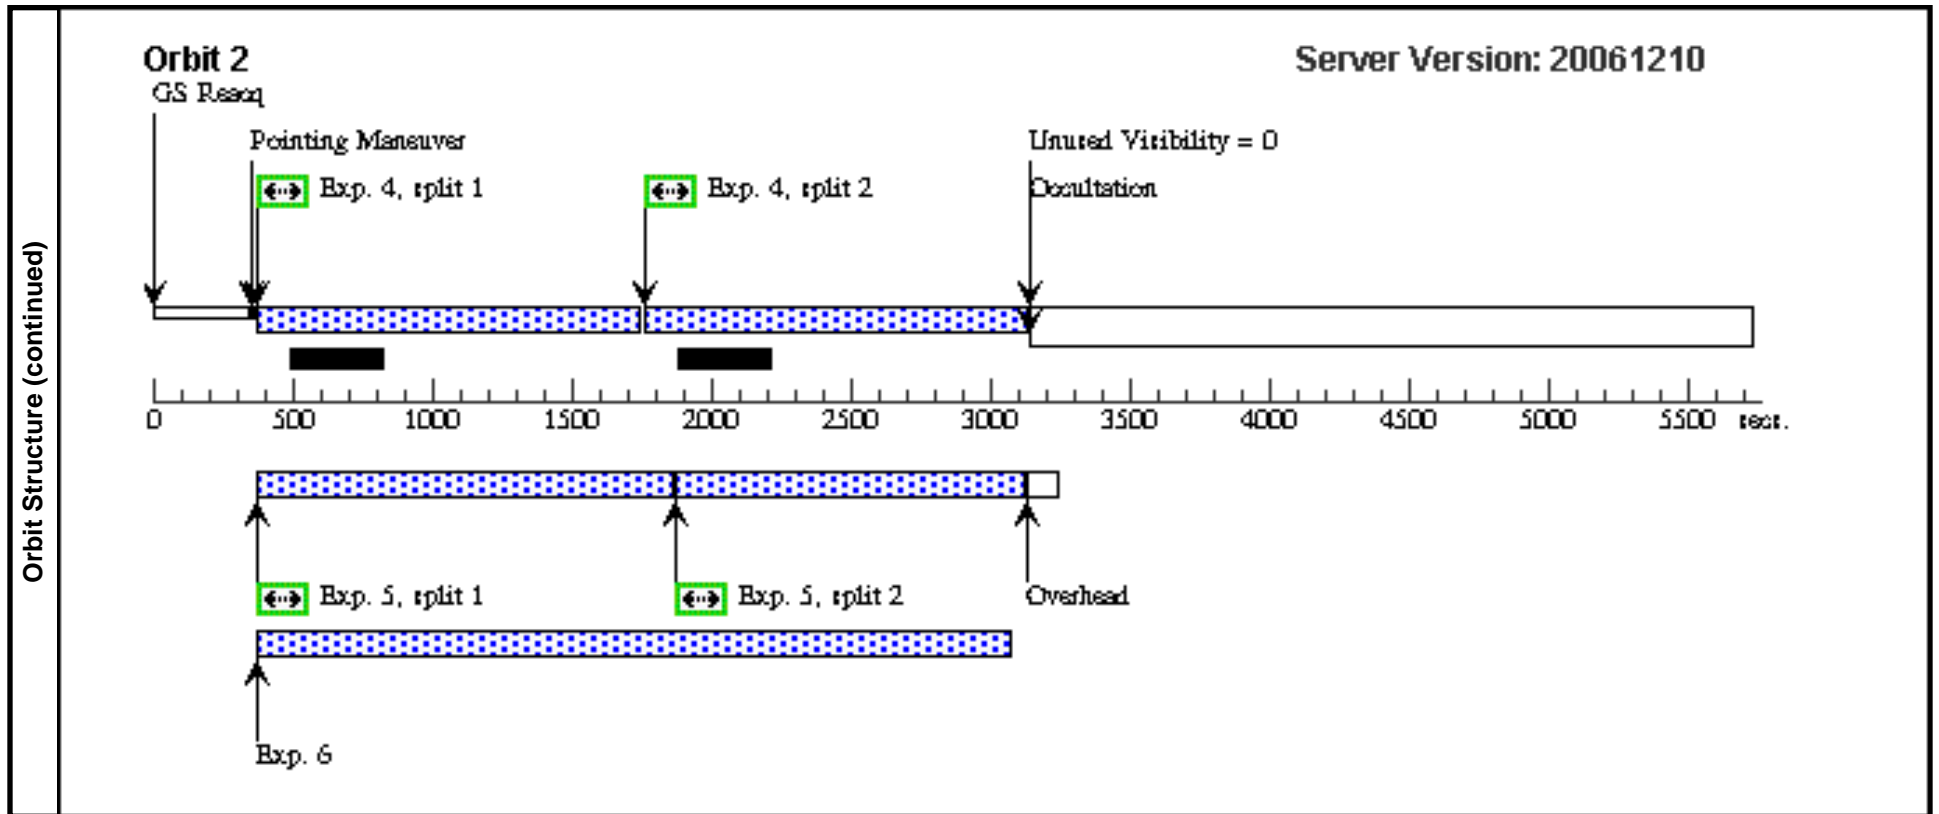 Orbit Structure (continued)
Orbit 2
Server Version: 20061210
GS Reacq
Pointing Maneuver
Unused Visibility = 0
Exp. 4, split 1
Exp. 4, split 2
Occultation
0 500 1000 1500 2000 2500 3000 3500 4000 4500 5000 5500 secs.
Exp. 5, split 1
Exp. 5, split 2
Overhead
Exp. 6